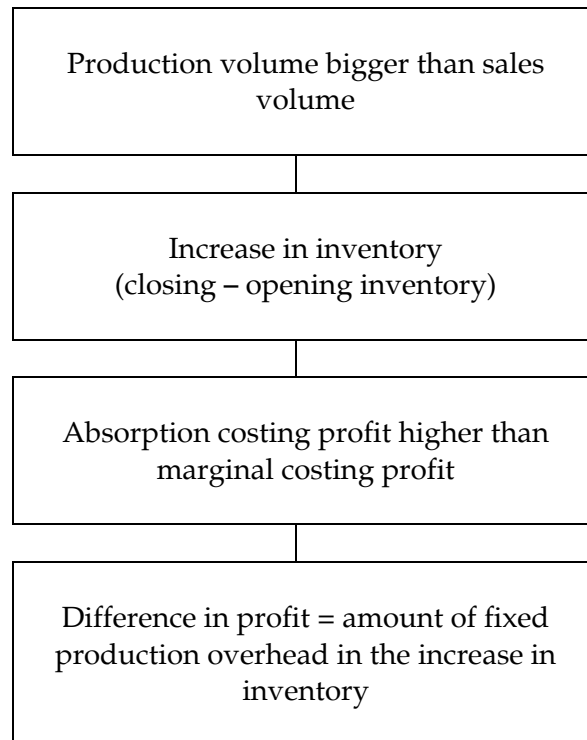 Production volume bigger than sales
volume
Increase in inventory
(closing – opening inventory)
Absorption costing profit higher than
marginal costing profit
Difference in profit = amount of fixed
production overhead in the increase in
inventory